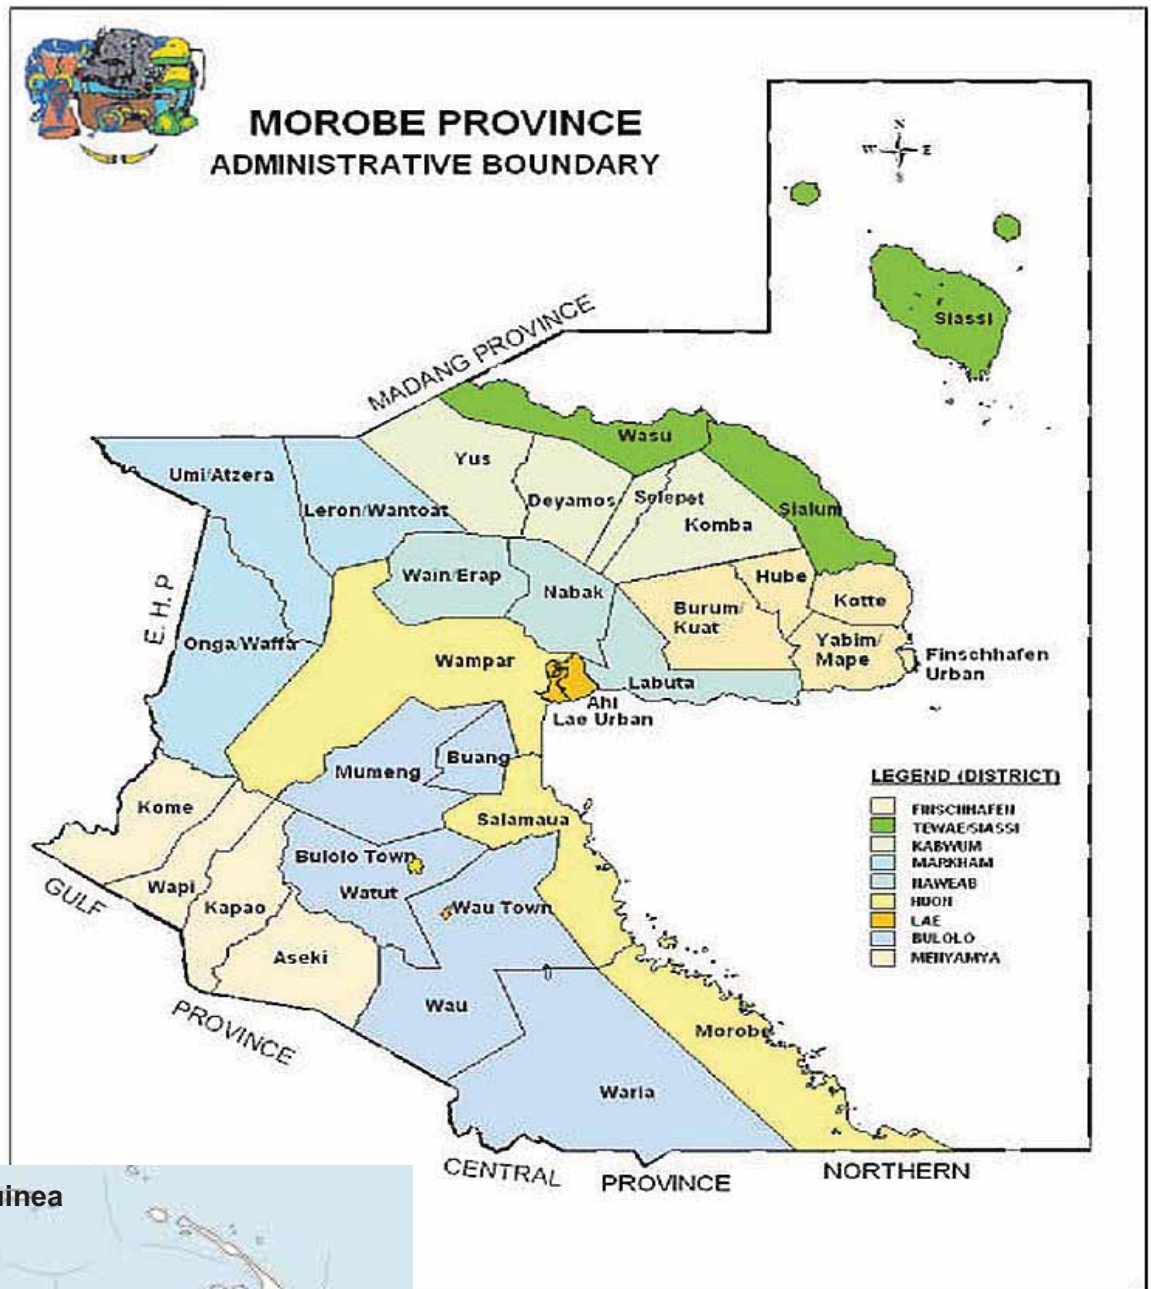 MOROBE PROVINCE
ADMINISTRATIVE BOUNDARY
N
W E
S
Siassi
MADANG PROVINCE
Wasu
Yus
Umi/Atzera
Deyamos
Selepet
Leron/Wantoat
Komba
Sialum
Wain/Erap
Nabak
Hube
Kotte
Burum/
Kuat
E.H.P
Onga/Waffa
Yabim/
Mape
Wampar
Finschhafen
Urban
Labuta
Ahi
Lae Urban
Buang
Mumeng
LEGEND (DISTRICT)
FINSCHHAFEN
TEWAE/SIASSI
KABWUM
MARKHAM
NAWEAB
HUON
LAE
BULOLO
MENYAMYA
Kome
Salamaua
Bulolo Town
Watut
Wapi
Kapao
Wau Town
GULF
Aseki
Wau
PROVINCE
Morobe
Waria
CENTRAL
PROVINCE
NORTHERN
uinea